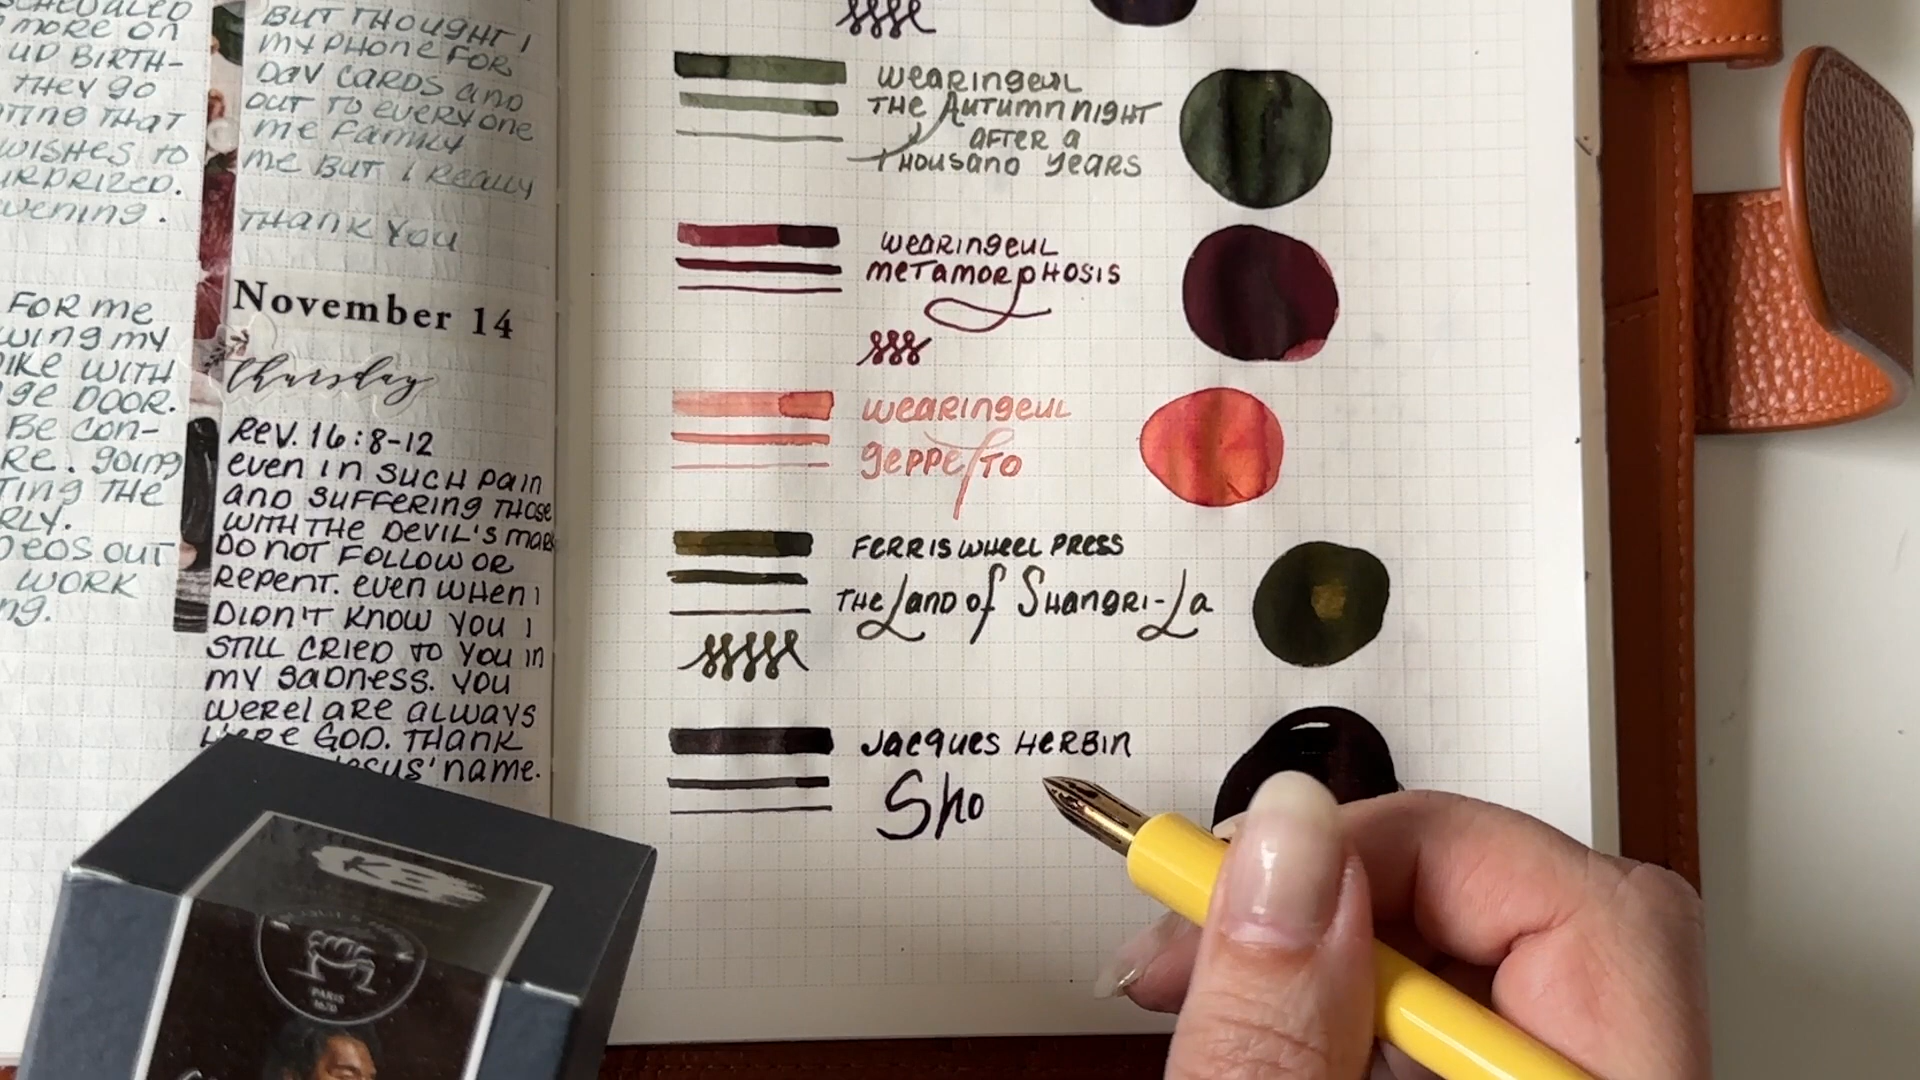 SCHEDULED
MORE ON
UP BIRTH-
THEY GO
THAT
WISHES TO
SURPRIZED.
EVENING.
FOR ME
MY
WITH
DOOR.
BE CON-
GOING
THE
OUT
WORK
BUT THOUGHT I
MY PHONE FOR
DAY CARDS AND
OUT TO EVERYONE
ME FAMILY
ME BUT I REALLY
THANK YOU
November 14
thursday
REV. 16:8-12
EVEN IN SUCH PAIN
AND SUFFERING THOSE
WITH THE DEVIL'S MARK
DO NOT FOLLOW OR
REPENT. EVEN WHEN I
DIDN'T KNOW YOU I
STILL CRIED TO YOU IN
MY SADNESS. YOU
WERE/ARE ALWAYS
HERE GOD. THANK
JESUS' NAME.
WEARINGEUL
THE AUTUMN NIGHT
AFTER A
THOUSAND YEARS
WEARINGEUL
METAMORPHOSIS
WEARINGEUL
GEPPETTO
FERRIS WHEEL PRESS
THE LAND OF SHANGRI-LA
JACQUES HERBIN
Sho
PARIS
1670